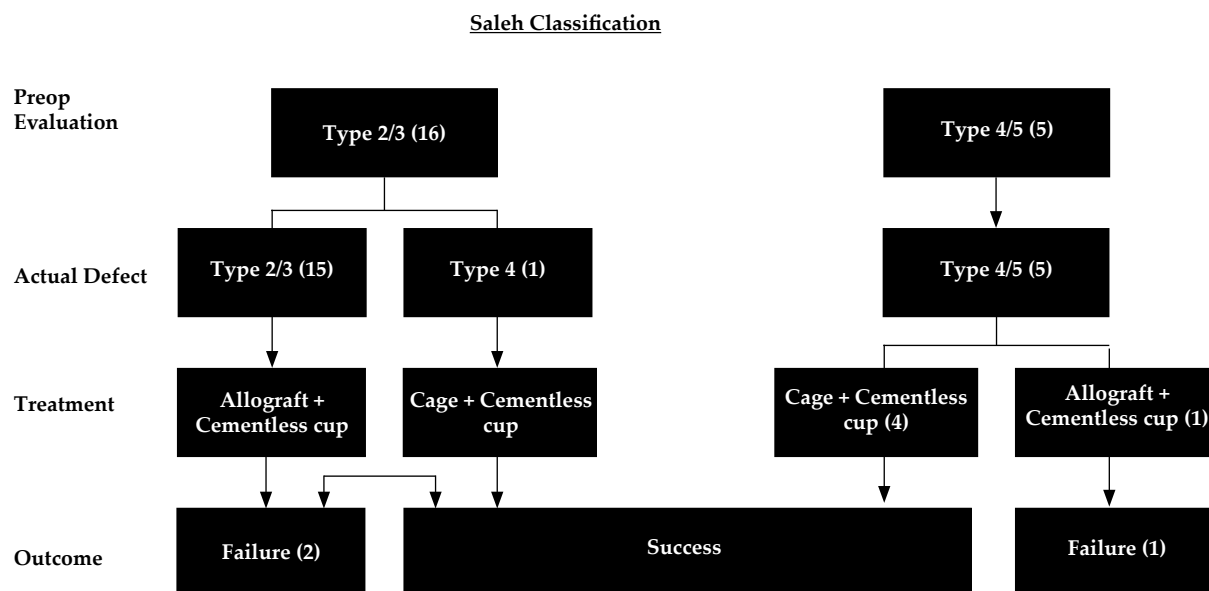 Saleh Classification
Preop
Evaluation
Type 2/3 (16)
Type 4/5 (5)
Actual Defect
Type 2/3 (15)
Type 4 (1)
Type 4/5 (5)
Treatment
Allograft +
Cementless cup
Cage + Cementless
cup
Cage + Cementless
cup (4)
Allograft +
Cementless cup (1)
Outcome
Failure (2)
Success
Failure (1)